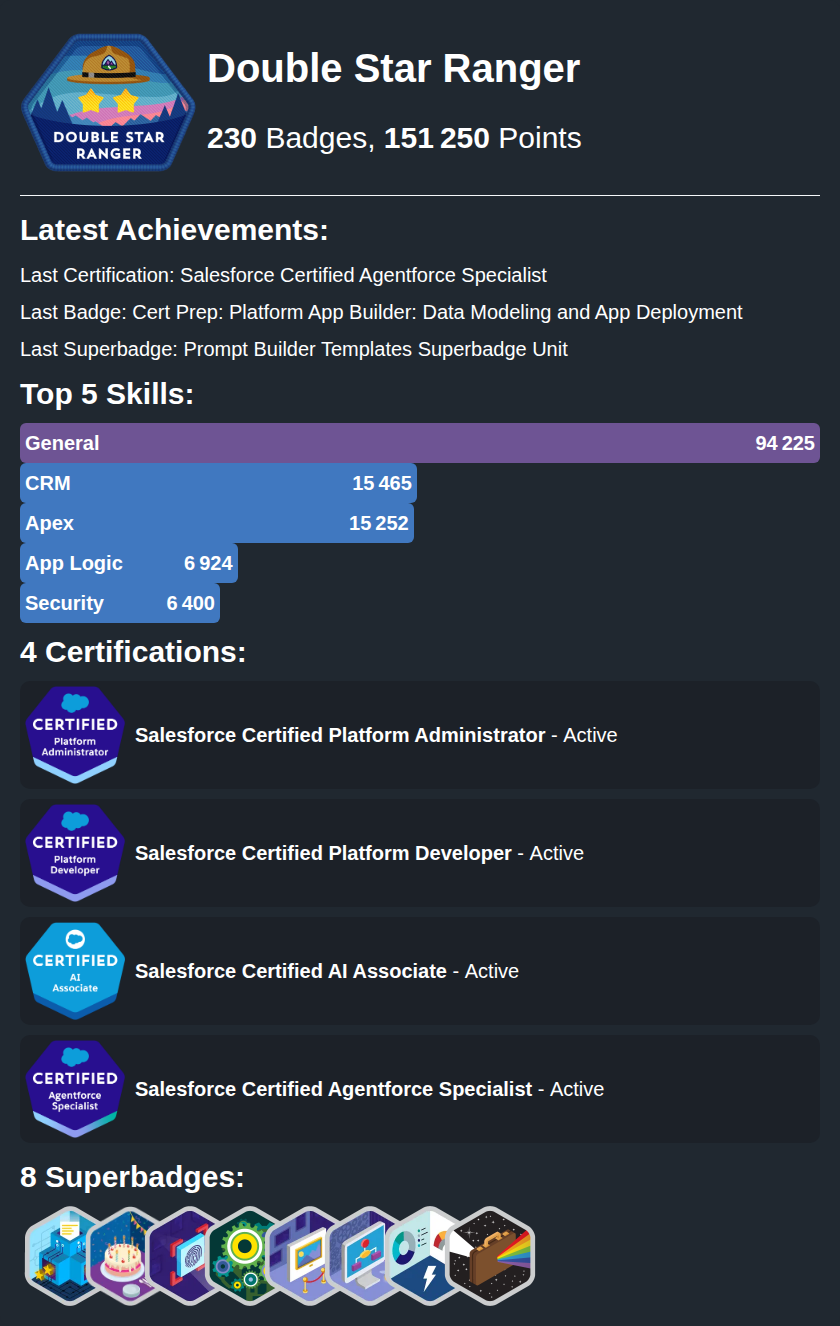 DOUBLE STAR
RANGER
Double Star Ranger
230 Badges, 151 250 Points
Latest Achievements:
Last Certification: Salesforce Certified Agentforce Specialist
Last Badge: Cert Prep: Platform App Builder: Data Modeling and App Deployment
Last Superbadge: Prompt Builder Templates Superbadge Unit
Top 5 Skills:
General 94 225
CRM 15 465
Apex 15 252
App Logic 6 924
Security 6 400
4 Certifications:
CERTIFIED
Platform
Administrator
Salesforce Certified Platform Administrator - Active
CERTIFIED
Platform
Developer
Salesforce Certified Platform Developer - Active
CERTIFIED
AI
Associate
Salesforce Certified AI Associate - Active
CERTIFIED
Agentforce
Specialist
Salesforce Certified Agentforce Specialist - Active
8 Superbadges: